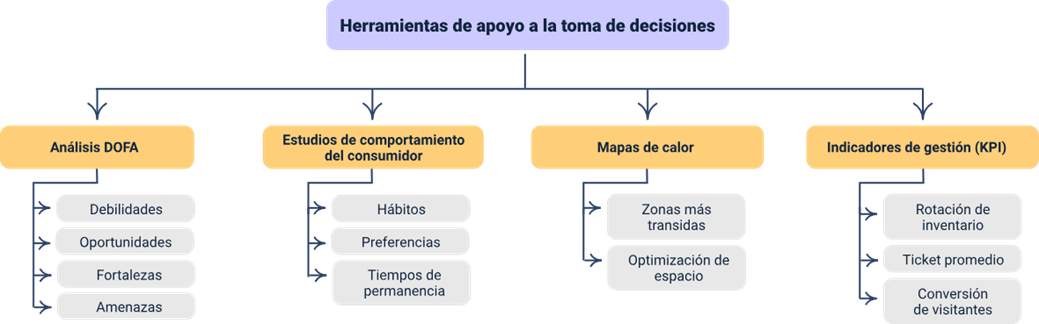 Herramientas de apoyo a la toma de decisiones
Análisis DOFA
Debilidades
Oportunidades
Fortalezas
Amenazas
Estudios de comportamiento
del consumidor
Hábitos
Preferencias
Tiempos de
permanencia
Mapas de calor
Zonas más
transidas
Optimización de
espacio
Indicadores de gestión (KPI)
Rotación de
inventario
Ticket promedio
Conversión
de visitantes